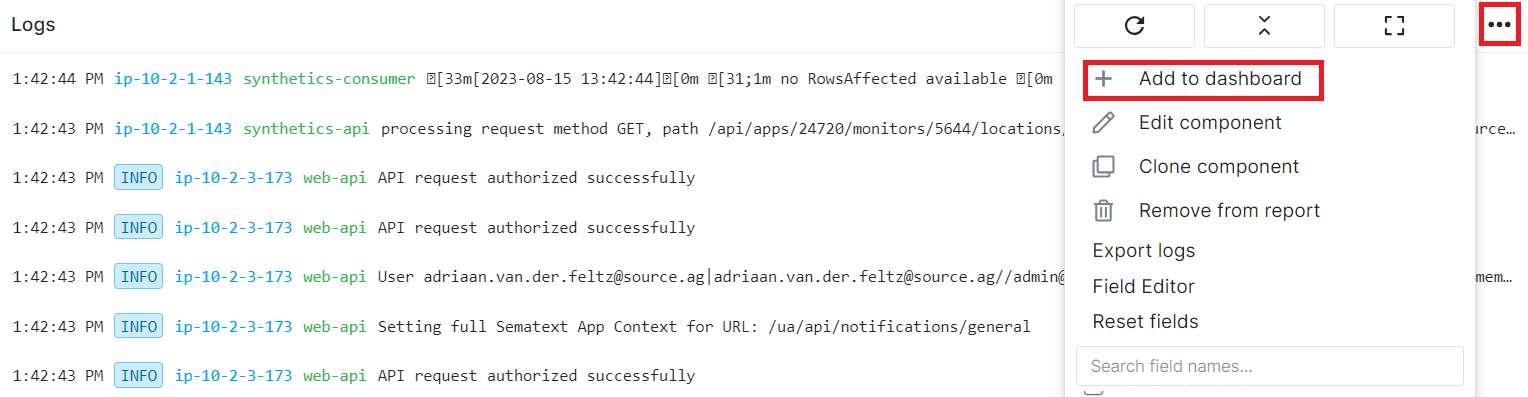 Logs
1:42:44 PM ip-10-2-1-143 synthetics-consumer [33m[2023-08-15 13:42:44][0m [31;1m no RowsAffected available [0m
Add to dashboard
1:42:43 PM ip-10-2-1-143 synthetics-api processing request method GET, path /api/apps/24720/monitors/5644/locations/
Edit component
urce…
1:42:43 PM INFO ip-10-2-3-173 web-api API request authorized successfully
Clone component
1:42:43 PM INFO ip-10-2-3-173 web-api API request authorized successfully
Remove from report
Export logs
1:42:43 PM INFO ip-10-2-3-173 web-api User adriaan.van.der.feltz@source.ag|adriaan.van.der.feltz@source.ag//admin@
mem…
Field Editor
1:42:43 PM INFO ip-10-2-3-173 web-api Setting full Sematext App Context for URL: /ua/api/notifications/general
Reset fields
Search field names...
1:42:43 PM INFO ip-10-2-3-173 web-api API request authorized successfully